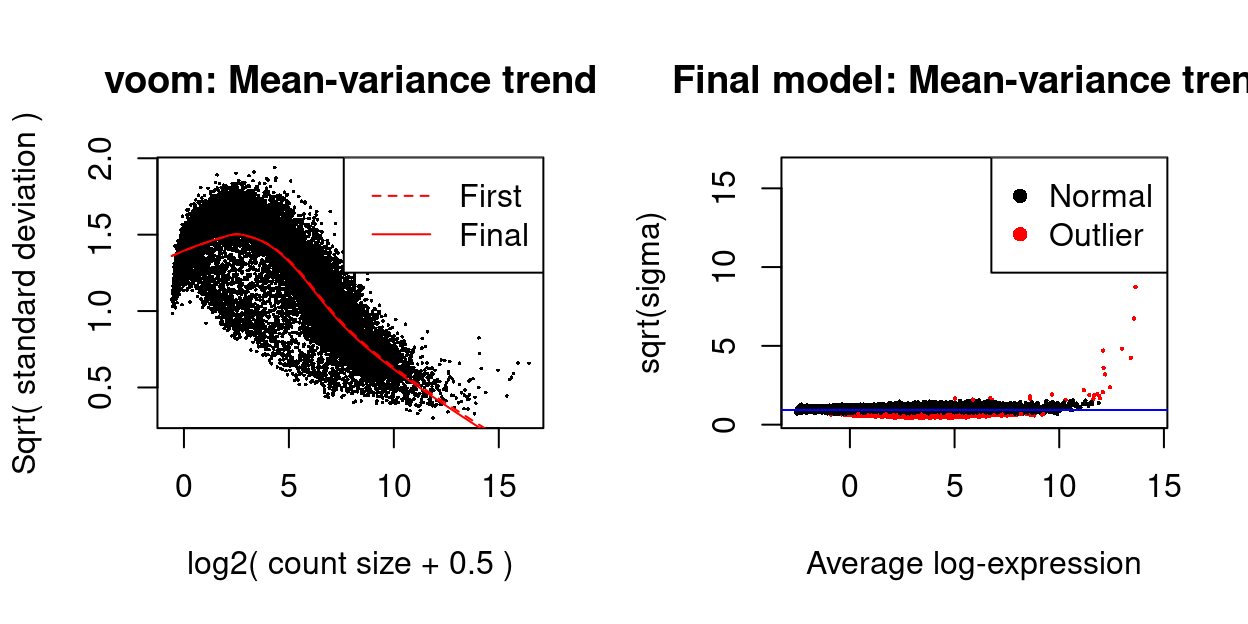 voom: Mean-variance trend
Sqrt( standard deviation )
2.0
1.5
1.0
0.5
First
Final
0 5 10 15
log2( count size + 0.5 )
Final model: Mean-variance tren
sqrt(sigma)
15
10
5
0
Normal
Outlier
0 5 10 15
Average log-expression